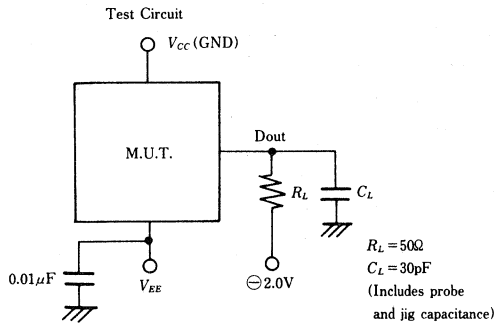 Test Circuit
V_CC (GND)
M.U.T.
Dout
R_L
C_L
0.01μF
V_EE
⊖2.0V
R_L = 50Ω
C_L = 30pF
(Includes probe
and jig capacitance)